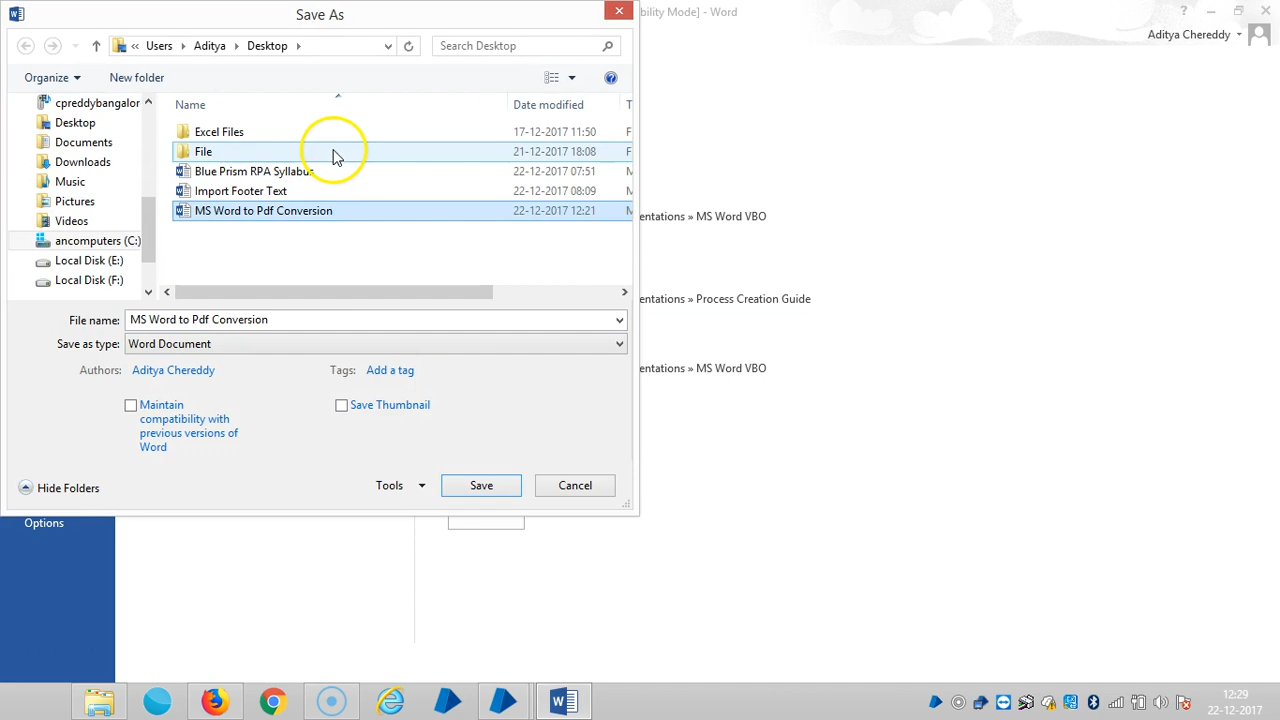 Save As
bility Mode] - Word
Aditya Chereddy
Users Aditya Desktop
Search Desktop
Organize New folder
Name Date modified T
cpreddybangalor
Desktop
Documents
Downloads
Music
Pictures
Videos
ancomputers (C:)
Local Disk (E:)
Local Disk (F:)
Excel Files 17-12-2017 11:50 F
File 21-12-2017 18:08 F
Blue Prism RPA Syllabus 22-12-2017 07:51 M
Import Footer Text 22-12-2017 08:09 M
MS Word to Pdf Conversion 22-12-2017 12:21 M
entations » MS Word VBO
entations » Process Creation Guide
entations » MS Word VBO
File name: MS Word to Pdf Conversion
Save as type: Word Document
Authors: Aditya Chereddy Tags: Add a tag
Maintain
compatibility with
previous versions of
Word
Save Thumbnail
Hide Folders Tools Save Cancel
Options
12:29
22-12-2017